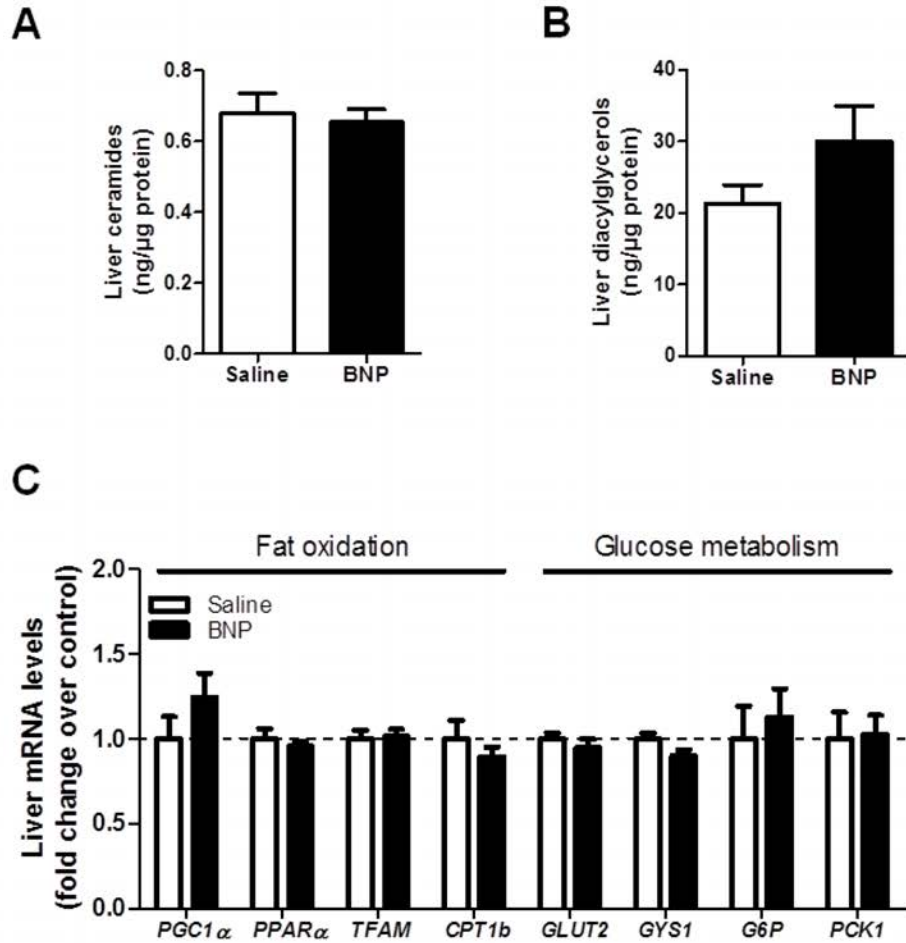 A
Liver ceramides
(ng/µg protein)
0.8
0.6
0.4
0.2
0.0
Saline
BNP
B
Liver diacylglycerols
(ng/µg protein)
40
30
20
10
0
Saline
BNP
C
Fat oxidation
Glucose metabolism
Liver mRNA levels
(fold change over control)
2.0
1.5
1.0
0.5
0.0
Saline
BNP
PGC1α PPARα TFAM CPT1b GLUT2 GYS1 G6P PCK1